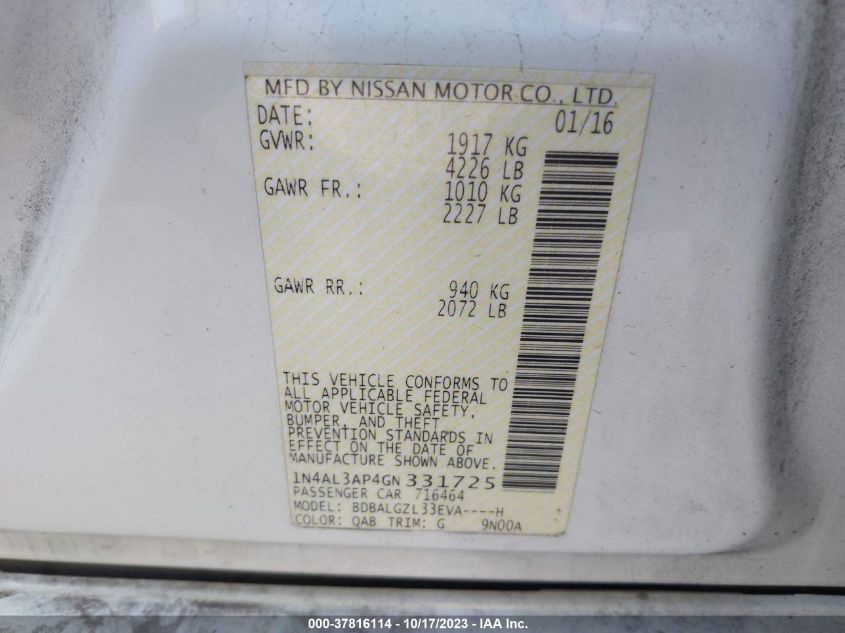 MFD BY NISSAN MOTOR CO., LTD.
DATE: 01/16
GVWR: 1917 KG
4226 LB
GAWR FR.: 1010 KG
2227 LB
GAWR RR.: 940 KG
2072 LB
THIS VEHICLE CONFORMS TO
ALL APPLICABLE FEDERAL
MOTOR VEHICLE SAFETY,
BUMPER, AND THEFT
PREVENTION STANDARDS IN
EFFECT ON THE DATE OF
MANUFACTURE SHOWN ABOVE.
1N4AL3AP4GN 331725
PASSENGER CAR 716464
MODEL: BDBALGZL33EVA----H
COLOR: QAB TRIM: G 9N00A
000-37816114 - 10/17/2023 - IAA Inc.